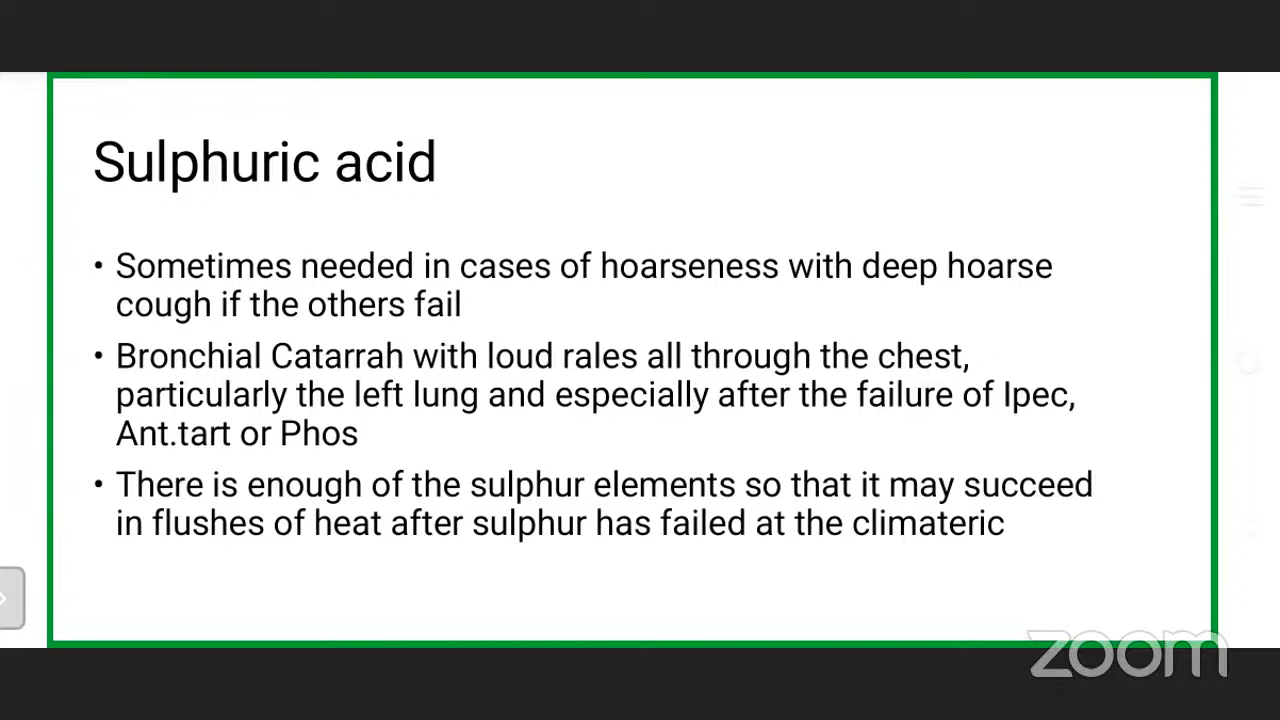 Sulphuric acid
• Sometimes needed in cases of hoarseness with deep hoarse
cough if the others fail
• Bronchial Catarrah with loud rales all through the chest,
particularly the left lung and especially after the failure of Ipec,
Ant.tart or Phos
• There is enough of the sulphur elements so that it may succeed
in flushes of heat after sulphur has failed at the climateric
zoom